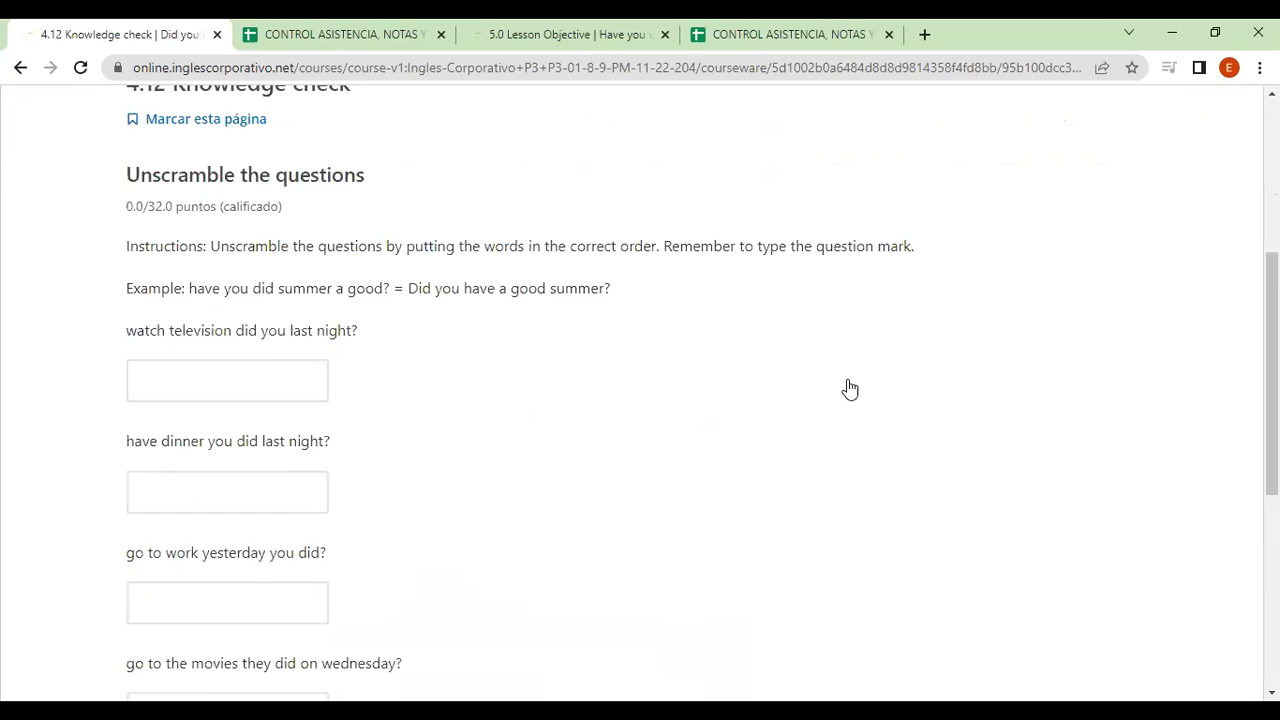 4.12 Knowledge check | Did you
CONTROL ASISTENCIA, NOTAS Y
5.0 Lesson Objective | Have you
CONTROL ASISTENCIA, NOTAS Y
online.inglescorporativo.net/courses/course-v1:Ingles-Corporativo+P3+P3-01-8-9-PM-11-22-204/courseware/5d1002b0a6484d8d8d9814358f4fd8bb/95b100dcc3...
E
4.12 Knowledge check
Marcar esta página
Unscramble the questions
0.0/32.0 puntos (calificado)
Instructions: Unscramble the questions by putting the words in the correct order. Remember to type the question mark.
Example: have you did summer a good? = Did you have a good summer?
watch television did you last night?
have dinner you did last night?
go to work yesterday you did?
go to the movies they did on wednesday?